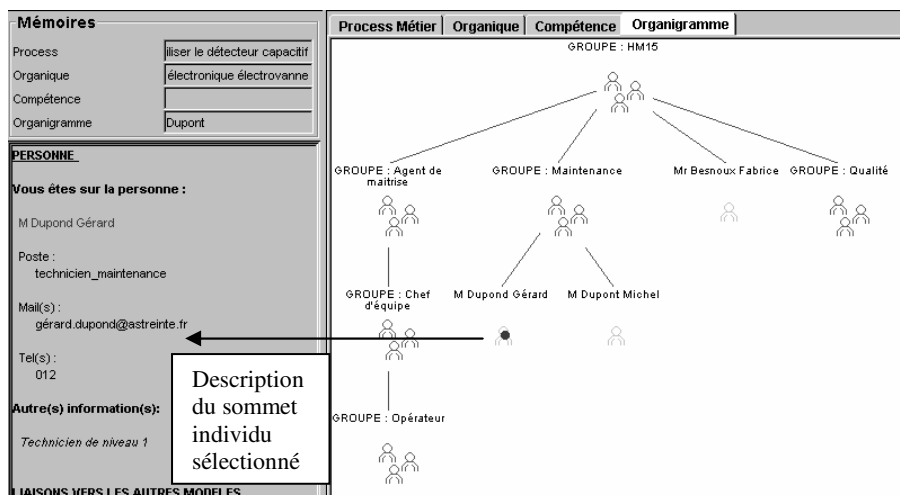 Mémoires
Process iliser le détecteur capacitif
Organique électronique électrovanne
Compétence
Organigramme Dupont
PERSONNE
Vous êtes sur la personne :
M Dupond Gérard
Poste :
technicien_maintenance
Mail(s) :
gérard.dupond@astreinte.fr
Tel(s) :
012
Autre(s) information(s):
Technicien de niveau 1
LIAISONS VERS LES AUTRES MODELES
Description
du sommet
individu
sélectionné
Process Métier Organique Compétence Organigramme
GROUPE : HM15
GROUPE : Agent de
maitrise
GROUPE : Maintenance
Mr Besnoux Fabrice
GROUPE : Qualité
GROUPE : Chef
d'équipe
M Dupond Gérard
M Dupont Michel
GROUPE : Opérateur